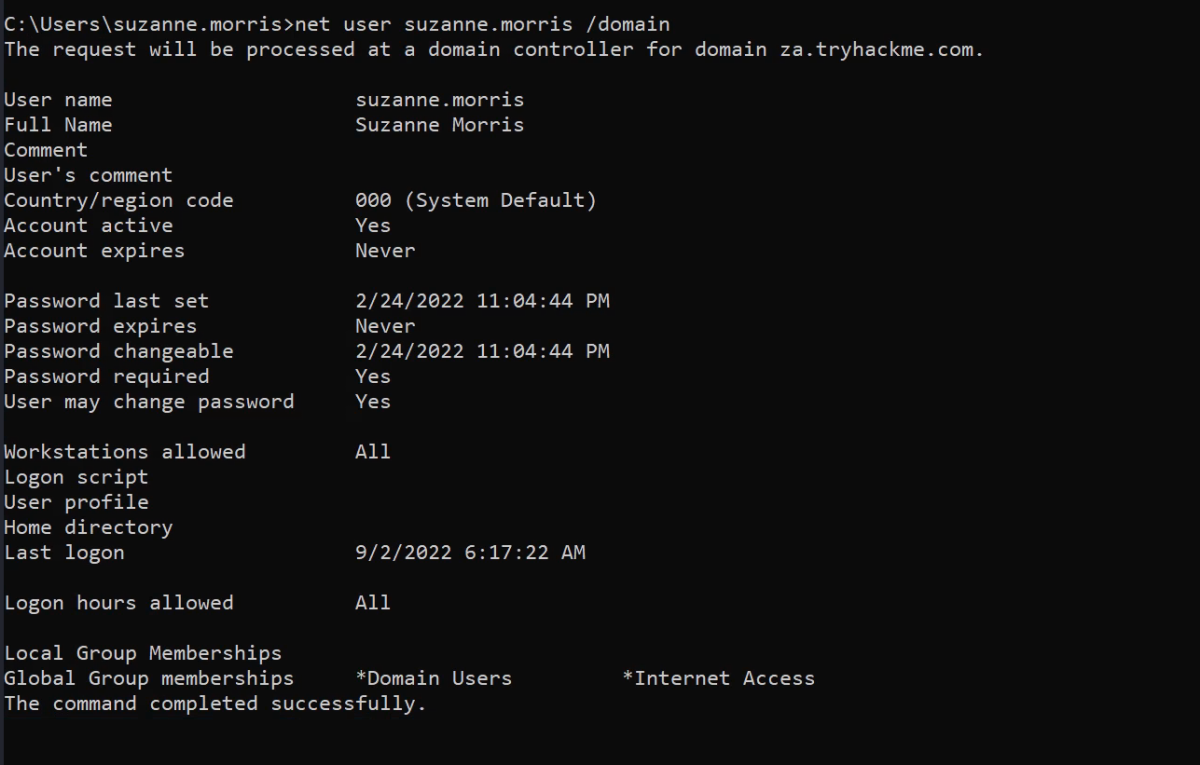 C:\Users\suzanne.morris>net user suzanne.morris /domain
The request will be processed at a domain controller for domain za.tryhackme.com.
User name suzanne.morris
Full Name Suzanne Morris
Comment
User's comment
Country/region code 000 (System Default)
Account active Yes
Account expires Never
Password last set 2/24/2022 11:04:44 PM
Password expires Never
Password changeable 2/24/2022 11:04:44 PM
Password required Yes
User may change password Yes
Workstations allowed All
Logon script
User profile
Home directory
Last logon 9/2/2022 6:17:22 AM
Logon hours allowed All
Local Group Memberships
Global Group memberships *Domain Users *Internet Access
The command completed successfully.